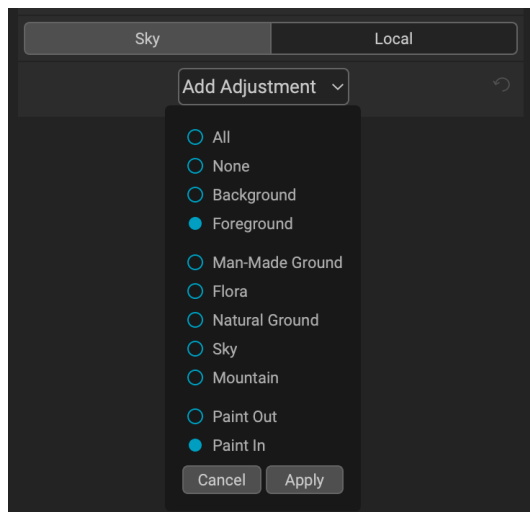 Sky Local
Add Adjustment
All
None
Background
Foreground
Man-Made Ground
Flora
Natural Ground
Sky
Mountain
Paint Out
Paint In
Cancel Apply